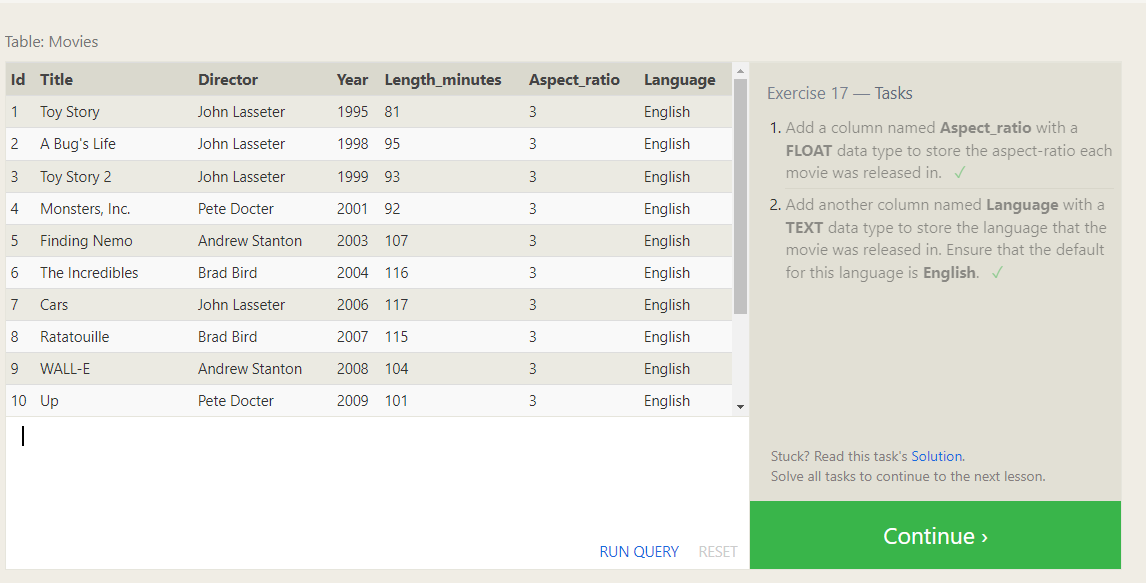 Table: Movies
Id Title Director Year Length_minutes Aspect_ratio Language
1 Toy Story John Lasseter 1995 81 3 English
2 A Bug's Life John Lasseter 1998 95 3 English
3 Toy Story 2 John Lasseter 1999 93 3 English
4 Monsters, Inc. Pete Docter 2001 92 3 English
5 Finding Nemo Andrew Stanton 2003 107 3 English
6 The Incredibles Brad Bird 2004 116 3 English
7 Cars John Lasseter 2006 117 3 English
8 Ratatouille Brad Bird 2007 115 3 English
9 WALL-E Andrew Stanton 2008 104 3 English
10 Up Pete Docter 2009 101 3 English
RUN QUERY RESET
Exercise 17 — Tasks
1. Add a column named Aspect_ratio with a
FLOAT data type to store the aspect-ratio each
movie was released in. ✓
2. Add another column named Language with a
TEXT data type to store the language that the
movie was released in. Ensure that the default
for this language is English. ✓
Stuck? Read this task's Solution.
Solve all tasks to continue to the next lesson.
Continue ›